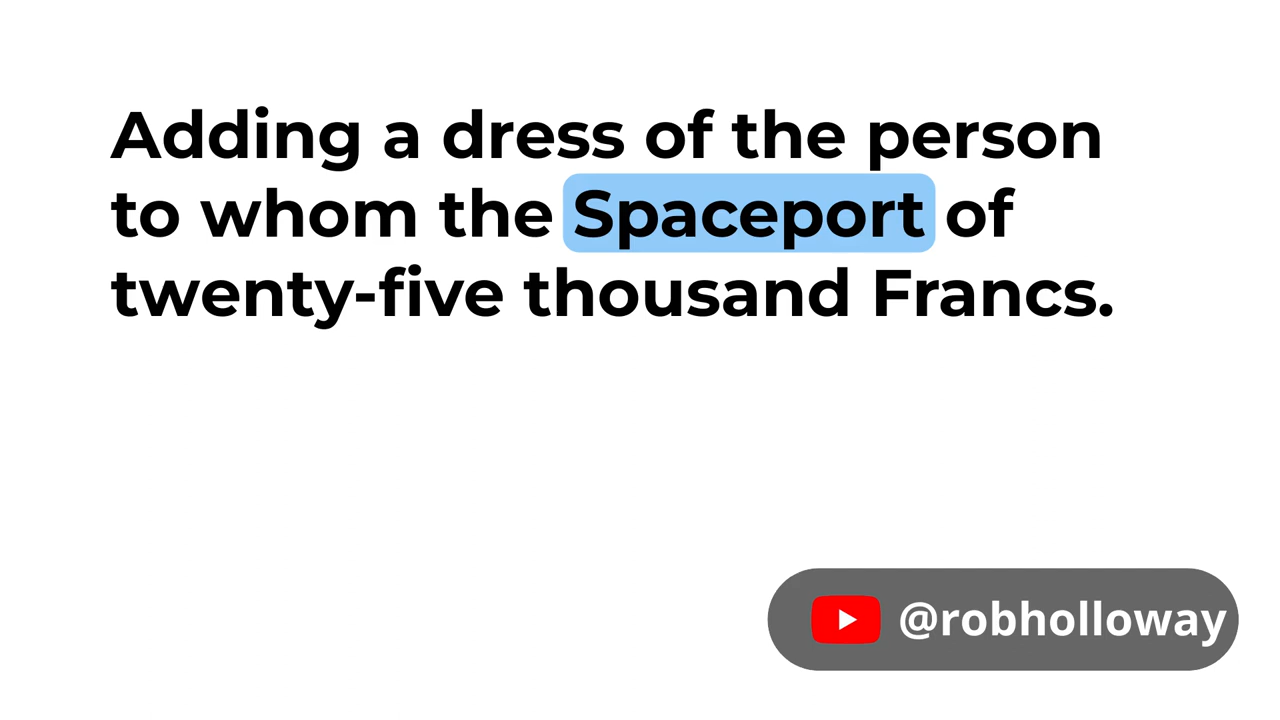 Adding a dress of the person
to whom the Spaceport of
twenty-five thousand Francs.
@robholloway